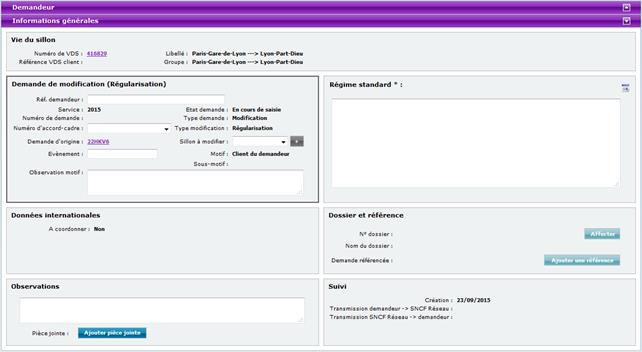 Demandeur
Informations générales
Vie du sillon
Numéro de VDS : 416829 Libellé : Paris-Gare-de-Lyon ---> Lyon-Part-Dieu
Référence VDS client : Groupe : Paris-Gare-de-Lyon ---> Lyon-Part-Dieu
Demande de modification (Régularisation)
Réf. demandeur :
Service : 2015 Etat demande : En cours de saisie
Numéro de demande : Type demande : Modification
Numéro d'accord-cadre : Type modification : Régularisation
Demande d'origine : 22HKV6 Sillon à modifier : +
Evènement : Motif : Client du demandeur
Sous-motif :
Observation motif :
Régime standard * :
Données internationales
A coordonner : Non
Dossier et référence
N° dossier : Affecter
Nom du dossier :
Demande référencée : Ajouter une référence
Observations
Pièce jointe : Ajouter pièce jointe
Suivi
Création : 23/09/2015
Transmission demandeur -> SNCF Réseau :
Transmission SNCF Réseau -> demandeur :